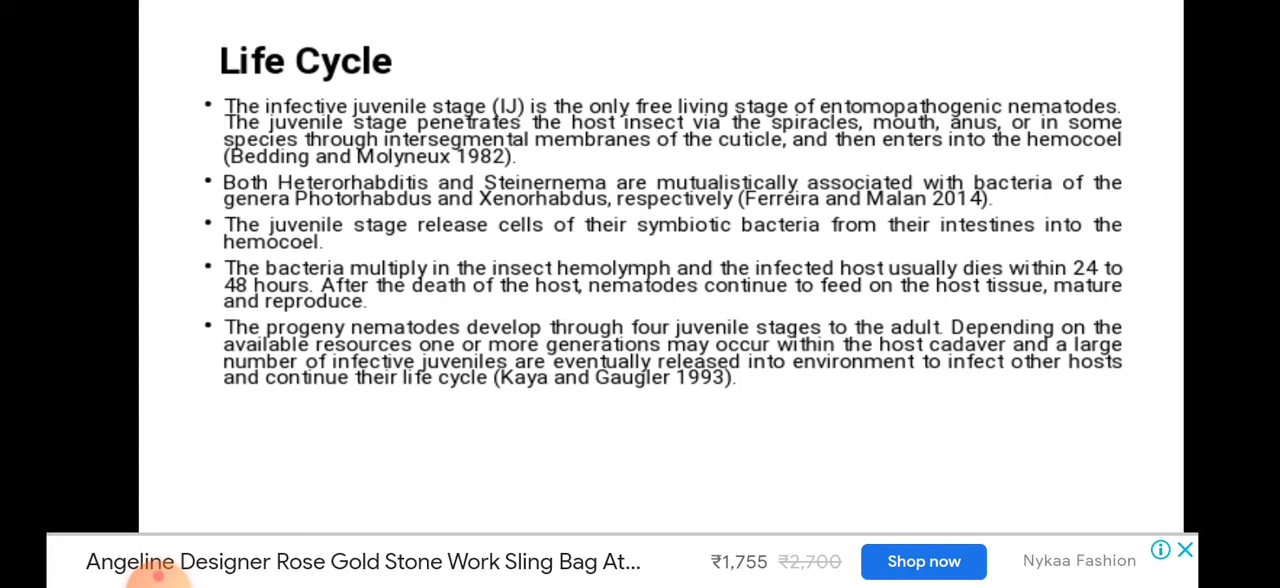 Life Cycle
• The infective juvenile stage (IJ) is the only free living stage of entomopathogenic nematodes.
The juvenile stage penetrates the host insect via the spiracles, mouth, anus, or in some
species through intersegmental membranes of the cuticle, and then enters into the hemocoel
(Bedding and Molyneux 1982).
• Both Heterorhabditis and Steinernema are mutualistically associated with bacteria of the
genera Photorhabdus and Xenorhabdus, respectively (Ferreira and Malan 2014).
• The juvenile stage release cells of their symbiotic bacteria from their intestines into the
hemocoel.
• The bacteria multiply in the insect hemolymph and the infected host usually dies within 24 to
48 hours. After the death of the host, nematodes continue to feed on the host tissue, mature
and reproduce.
• The progeny nematodes develop through four juvenile stages to the adult. Depending on the
available resources one or more generations may occur within the host cadaver and a large
number of infective juveniles are eventually released into environment to infect other hosts
and continue their life cycle (Kaya and Gaugler 1993).
Angeline Designer Rose Gold Stone Work Sling Bag At... ₹1,755 ₹2,700 Shop now Nykaa Fashion